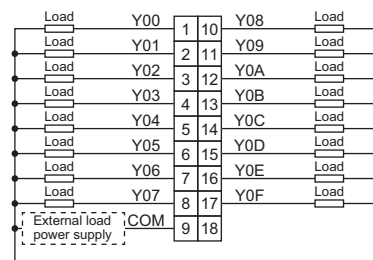 Load Y00 1 10 Y08 Load
Load Y01 2 11 Y09 Load
Load Y02 3 12 Y0A Load
Load Y03 4 13 Y0B Load
Load Y04 5 14 Y0C Load
Load Y05 6 15 Y0D Load
Load Y06 7 16 Y0E Load
Load Y07 8 17 Y0F Load
External load COM 9 18
power supply